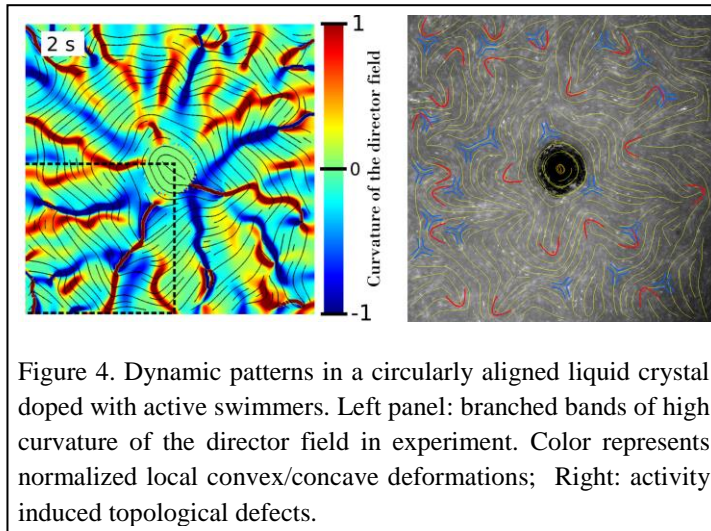 2 s
1
0
-1
Curvature of the director field
Figure 4. Dynamic patterns in a circularly aligned liquid crystal
doped with active swimmers. Left panel: branched bands of high
curvature of the director field in experiment. Color represents
normalized local convex/concave deformations; Right: activity
induced topological defects.